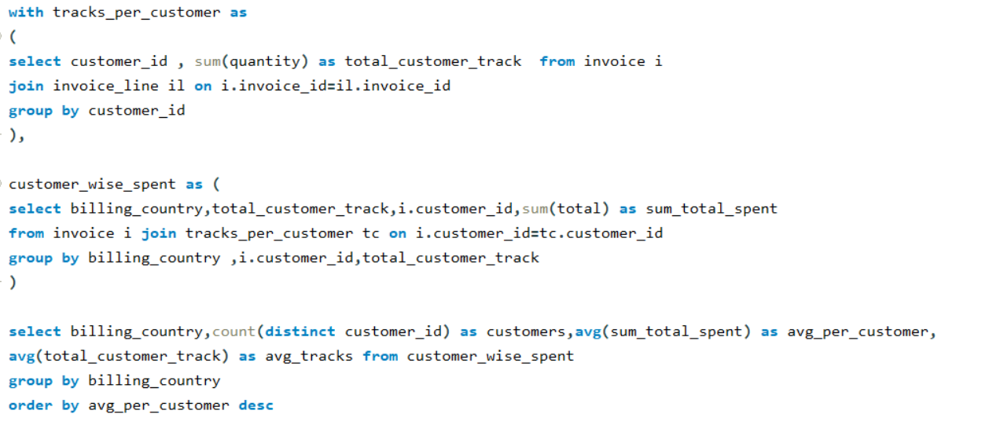 with tracks_per_customer as
(
select customer_id , sum(quantity) as total_customer_track  from invoice i
join invoice_line il on i.invoice_id=il.invoice_id
group by customer_id
),
customer_wise_spent as (
select billing_country,total_customer_track,i.customer_id,sum(total) as sum_total_spent
from invoice i join tracks_per_customer tc on i.customer_id=tc.customer_id
group by billing_country ,i.customer_id,total_customer_track
)
select billing_country,count(distinct customer_id) as customers,avg(sum_total_spent) as avg_per_customer,
avg(total_customer_track) as avg_tracks from customer_wise_spent
group by billing_country
order by avg_per_customer desc